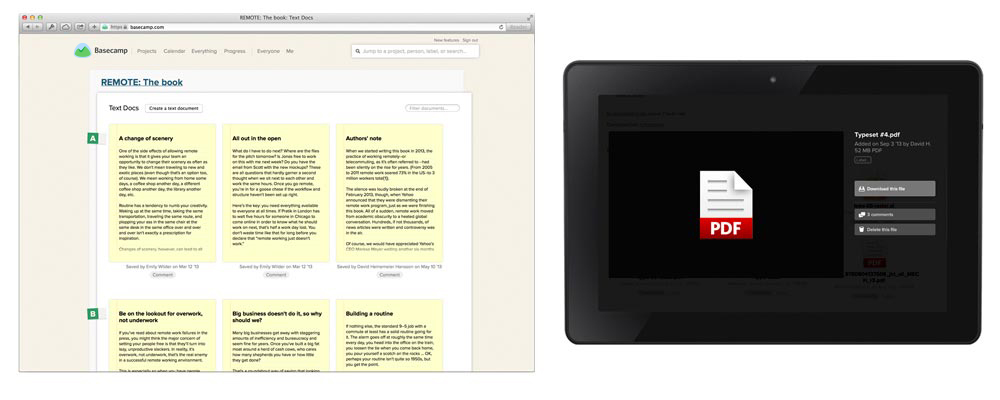 REMOTE: The book: Text Docs
https basecamp.com
Reader
New features Sign out
Basecamp Projects Calendar Everything Progress Everyone Me
Jump to a project, person, label, or search...
REMOTE: The book
Text Docs Create a text document Filter documents...
A
A change of scenery
One of the side effects of allowing remote
working is that it gives your team an
opportunity to change their scenery as often as
they like. We don't mean traveling to new and
exotic places (even though that's an option too,
of course). We mean working from home some
days, a coffee shop another day, a different
coffee shop another day, the library another
day, etc.
Routine has a tendency to numb your creativity.
Waking up at the same time, taking the same
transportation, traveling the same route, and
plopping your ass in the same chair at the
same desk in the same office over and over
and over isn't exactly a prescription for
inspiration.
Changes of scenery, however, can lead to all
Saved by Emily Wilder on Mar 12 '13
Comment
All out in the open
What do I have to do next? Where are the files
for the pitch tomorrow? Is Jonas free to work
on this with me next week? Do you have the
email from Scott with the new mockups? These
are all questions that hardly garner a second
thought when we sit next to each other and
work the same hours. Once you go remote,
you're in for a goose chase if the workflow and
structure haven't been set up right.
Here's the key: you need everything available
to everyone at all times. If Pratik in London has
to wait five hours for someone in Chicago to
come online in order to know what he should
work on next, that's half a work day lost. You
don't waste time like that for long before you
declare that "remote working just doesn't
work."
Saved by Emily Wilder on Mar 12 '13
Comment
Authors' note
When we started writing this book in 2013, the
practice of working remotely - or
telecommuting, as it's often referred to - had
been silently on the rise for years. (From 2005
to 2011 remote work soared 73% in the US - to 3
million workers total[1].
The silence was loudly broken at the end of
February 2013, though, when Yahoo
announced that they were dismantling their
remote work program, just as we were finishing
this book. All of a sudden, remote work moved
from academic obscurity to a heated global
conversation. Hundreds, if not thousands, of
news articles were written and controversy was
in the air.
Of course, we would have appreciated Yahoo's
CEO Marissa Mayer waiting another six months
Saved by David Heinemeier Hansson on May 10 '13
Comment
B
Be on the lookout for overwork,
not underwork
If you've read about remote work failures in the
press, you might think the major concern of
setting your people free is that they'll turn into
lazy, unproductive slackers. In reality, it's
overwork, not underwork, that's the real enemy
in a successful remote working environment.
This is especially so when you have people
Big business doesn't do it, so why
should we?
Many big businesses get away with staggering
amounts of inefficiency and bureaucracy and
seem fine for years. Once you've built a big fat
moat around a herd of cash cows, who cares
how many shepherds you have or how little
they get done?
That's a roundabout way of saying that looking
Building a routine
If nothing else, the standard 9-5 job with a
commute at least has a solid routine going for
it. The alarm goes off at roughly the same time
every day, you head into the office on the train,
you loosen the tie when you come back home,
you pour yourself a scotch on the rocks ... OK,
perhaps your routine isn't quite so 1950s, but
you get the point.
PDF
Typeset #4.pdf
Added on Sep 3 '13 by David H.
52 MB PDF
Label...
Download this file
3 comments
Delete this file
PDF